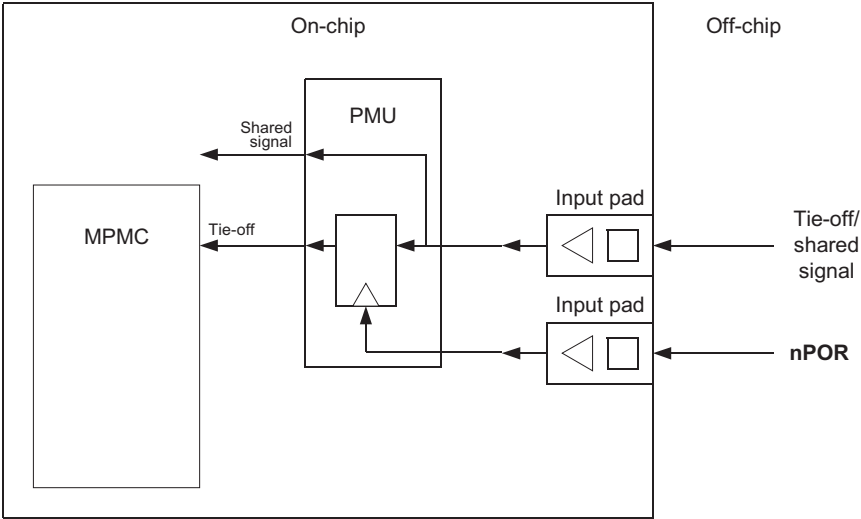 On-chip
Off-chip
PMU
Shared
signal
Input pad
Tie-off/
shared
signal
MPMC
Tie-off
Input pad
nPOR